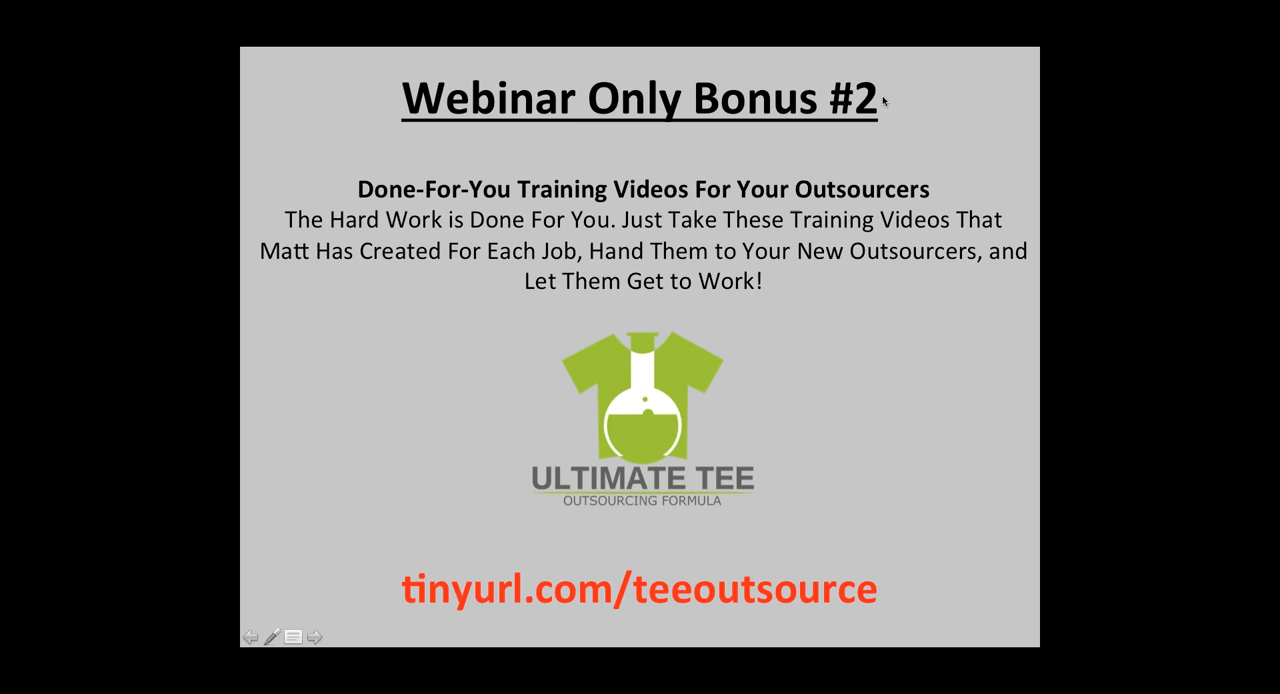 Webinar Only Bonus #2
Done-For-You Training Videos For Your Outsourcers
The Hard Work is Done For You. Just Take These Training Videos That
Matt Has Created For Each Job, Hand Them to Your New Outsourcers, and
Let Them Get to Work!
ULTIMATE TEE
OUTSOURCING FORMULA
tinyurl.com/teeoutsource